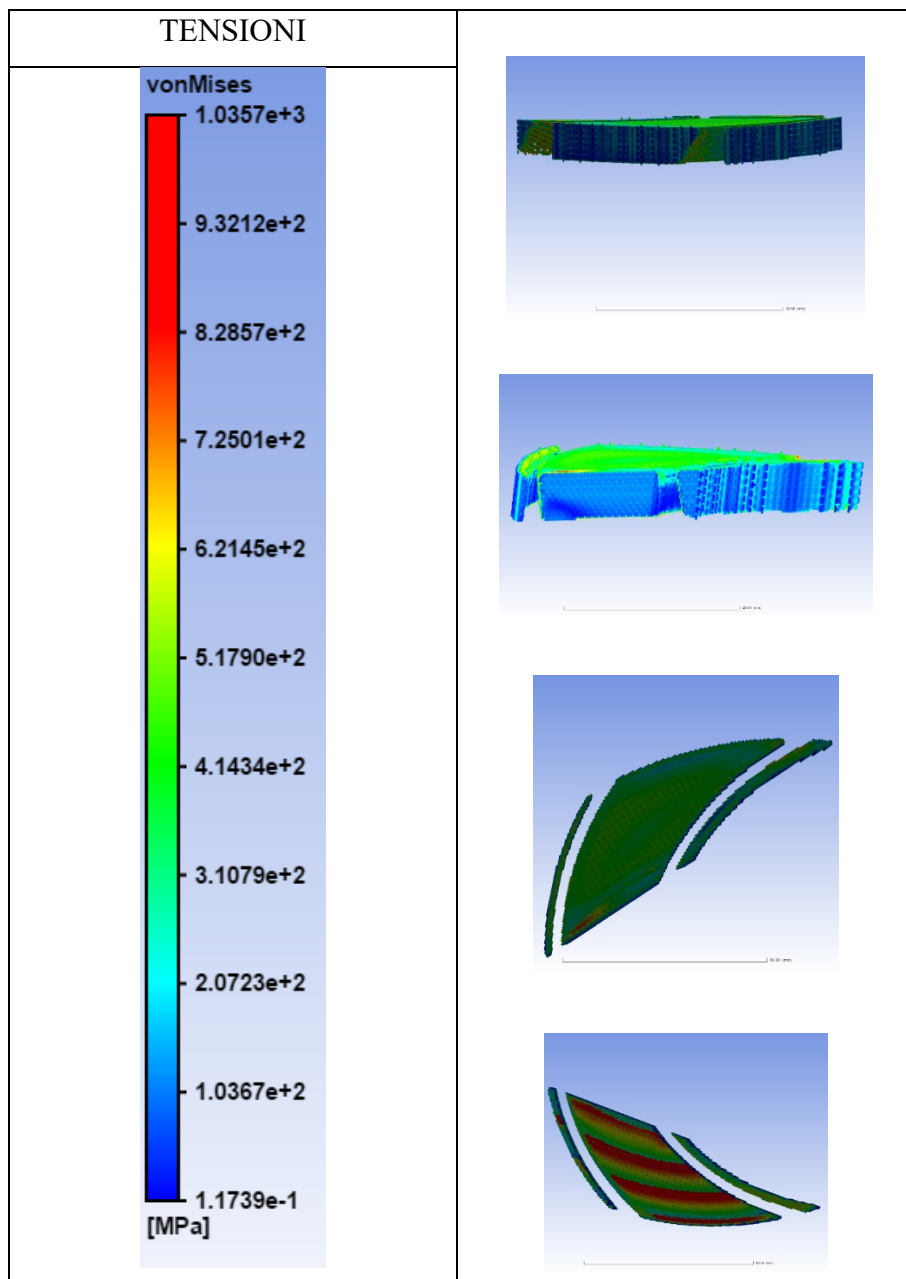 TENSIONI
vonMises
1.0357e+3
9.3212e+2
8.2857e+2
7.2501e+2
6.2145e+2
5.1790e+2
4.1434e+2
3.1079e+2
2.0723e+2
1.0367e+2
1.1739e-1
[MPa]